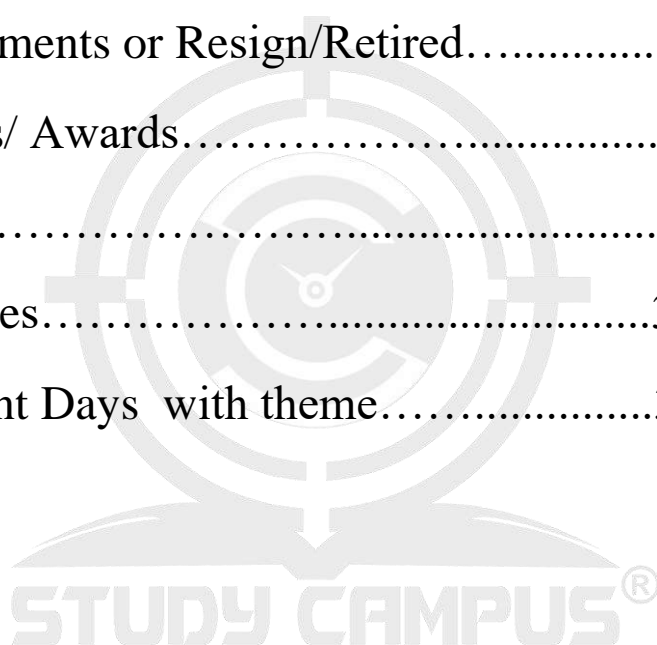 ments or Resign/Retired…............
s/ Awards………………..................
…………………........................
es………………............................
nt Days  with theme……...............
STUDY CAMPUS®